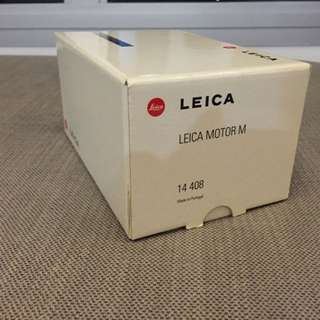 Leica LEICA
LEICA MOTOR M
14 408
Made in Portugal